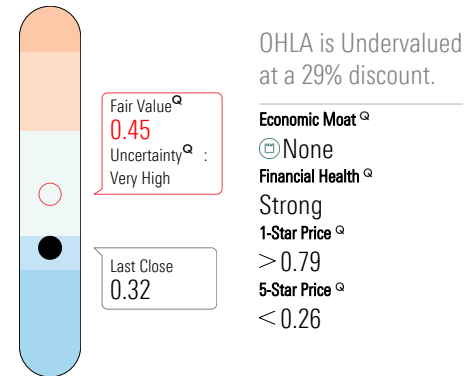 Fair Value Q
0.45
Uncertainty Q :
Very High
Last Close
0.32
OHLA is Undervalued
at a 29% discount.
Economic Moat Q
None
Financial Health Q
Strong
1-Star Price Q
>0.79
5-Star Price Q
<0.26